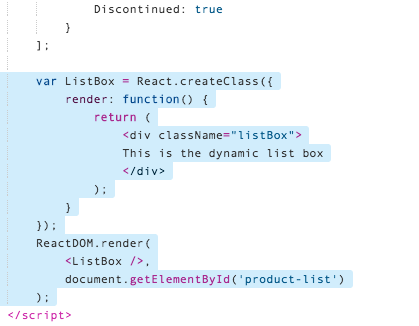 Discontinued: true
}
];
var ListBox = React.createClass({
render: function() {
return (
<div className="listBox">
This is the dynamic list box
</div>
);
}
});
ReactDOM.render(
<ListBox />,
document.getElementById('product-list')
);
</script>